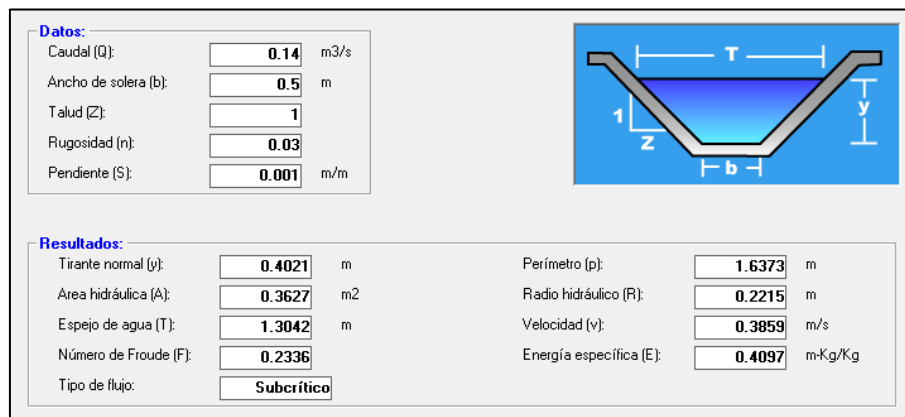 Datos:
Caudal (Q): 0.14 m3/s
Ancho de solera (b): 0.5 m
Talud (Z): 1
Rugosidad (n): 0.03
Pendiente (S): 0.001 m/m
T
1
Z
b
y
Resultados:
Tirante normal (y): 0.4021 m Perímetro (p): 1.6373 m
Area hidráulica (A): 0.3627 m2 Radio hidráulico (R): 0.2215 m
Espejo de agua (T): 1.3042 m Velocidad (v): 0.3859 m/s
Número de Froude (F): 0.2336 Energía específica (E): 0.4097 m-Kg/Kg
Tipo de flujo: Subcrítico